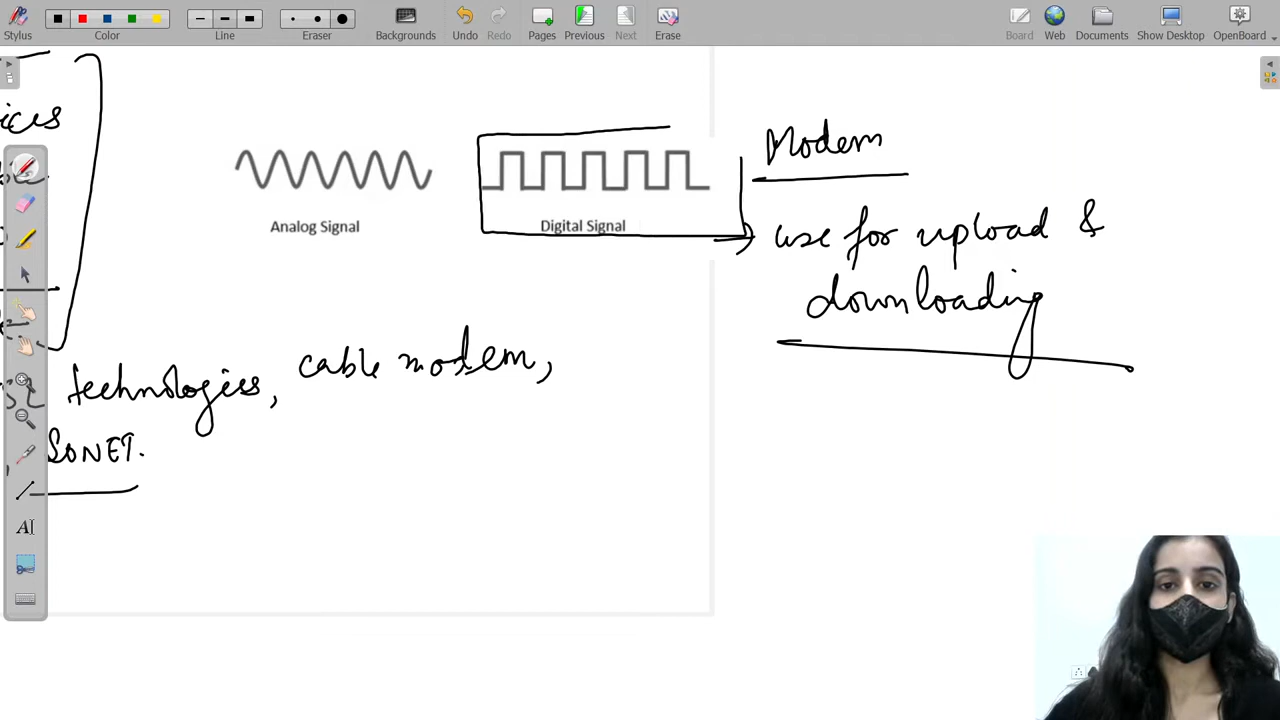 Stylus
Color
Line
Eraser
Backgrounds
Undo
Redo
Pages
Previous
Next
Erase
Board
Web
Documents
Show Desktop
OpenBoard
ices
Analog Signal
Digital Signal
Modem
use for upload &
downloading
technologies, cable modem,
SONET.
AI